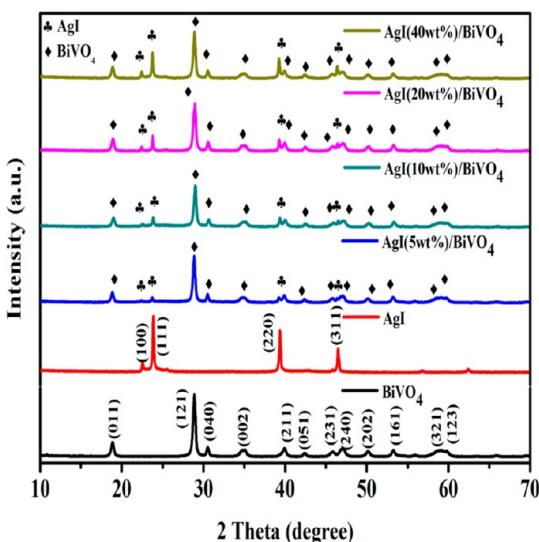 ♣ AgI
♦ BiVO4
AgI(40wt%)/BiVO4
AgI(20wt%)/BiVO4
AgI(10wt%)/BiVO4
AgI(5wt%)/BiVO4
AgI
(100)
(111)
(220)
(311)
BiVO4
(011)
(121)
(040)
(002)
(211)
(051)
(231)
(240)
(202)
(161)
(321)
(123)
Intensity (a.u.)
10 20 30 40 50 60 70
2 Theta (degree)